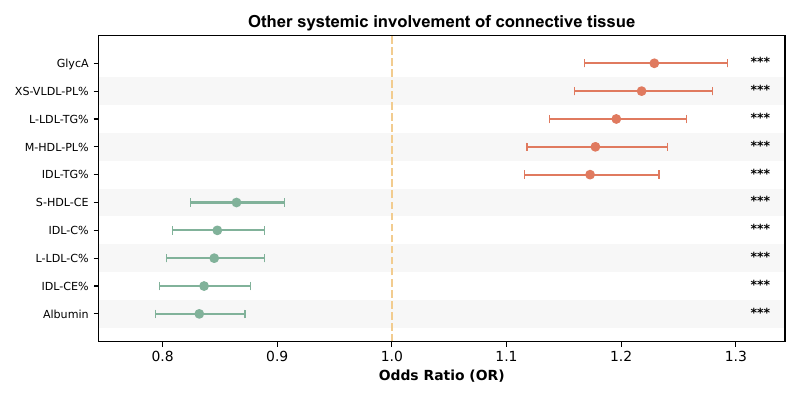 Other systemic involvement of connective tissue
GlycA ***
XS-VLDL-PL% ***
L-LDL-TG% ***
M-HDL-PL% ***
IDL-TG% ***
S-HDL-CE ***
IDL-C% ***
L-LDL-C% ***
IDL-CE% ***
Albumin ***
0.8 0.9 1.0 1.1 1.2 1.3
Odds Ratio (OR)